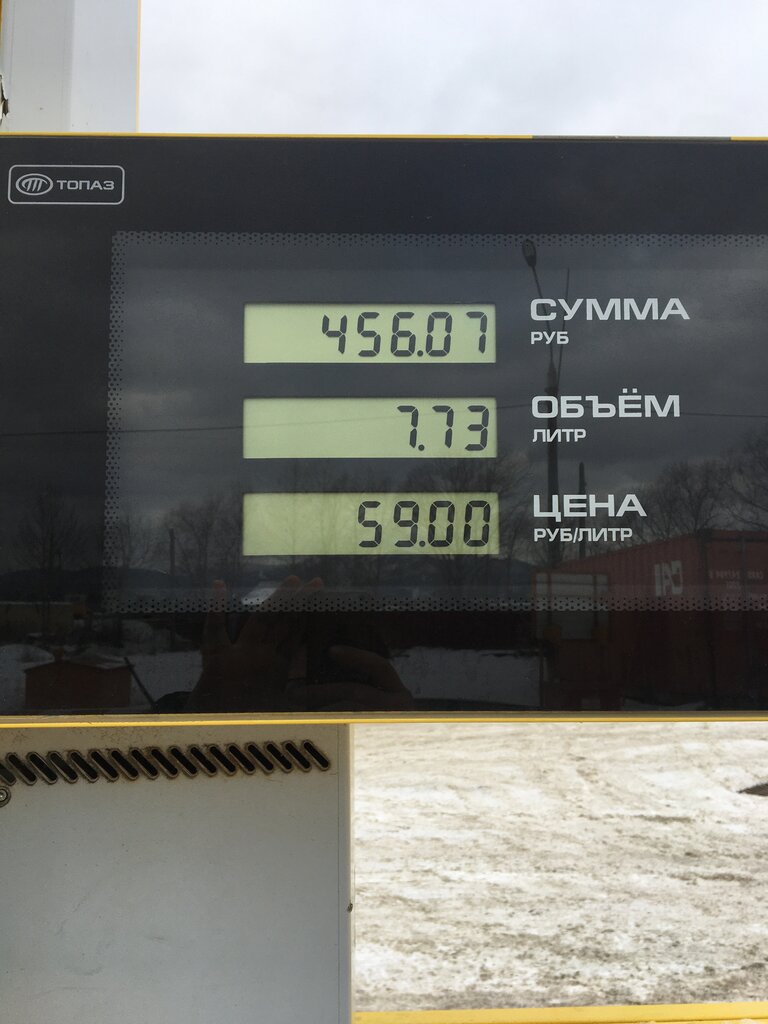 ТОПАЗ
456.07 СУММА
РУБ
7.73 ОБЪЁМ
ЛИТР
59.00 ЦЕНА
РУБ/ЛИТР